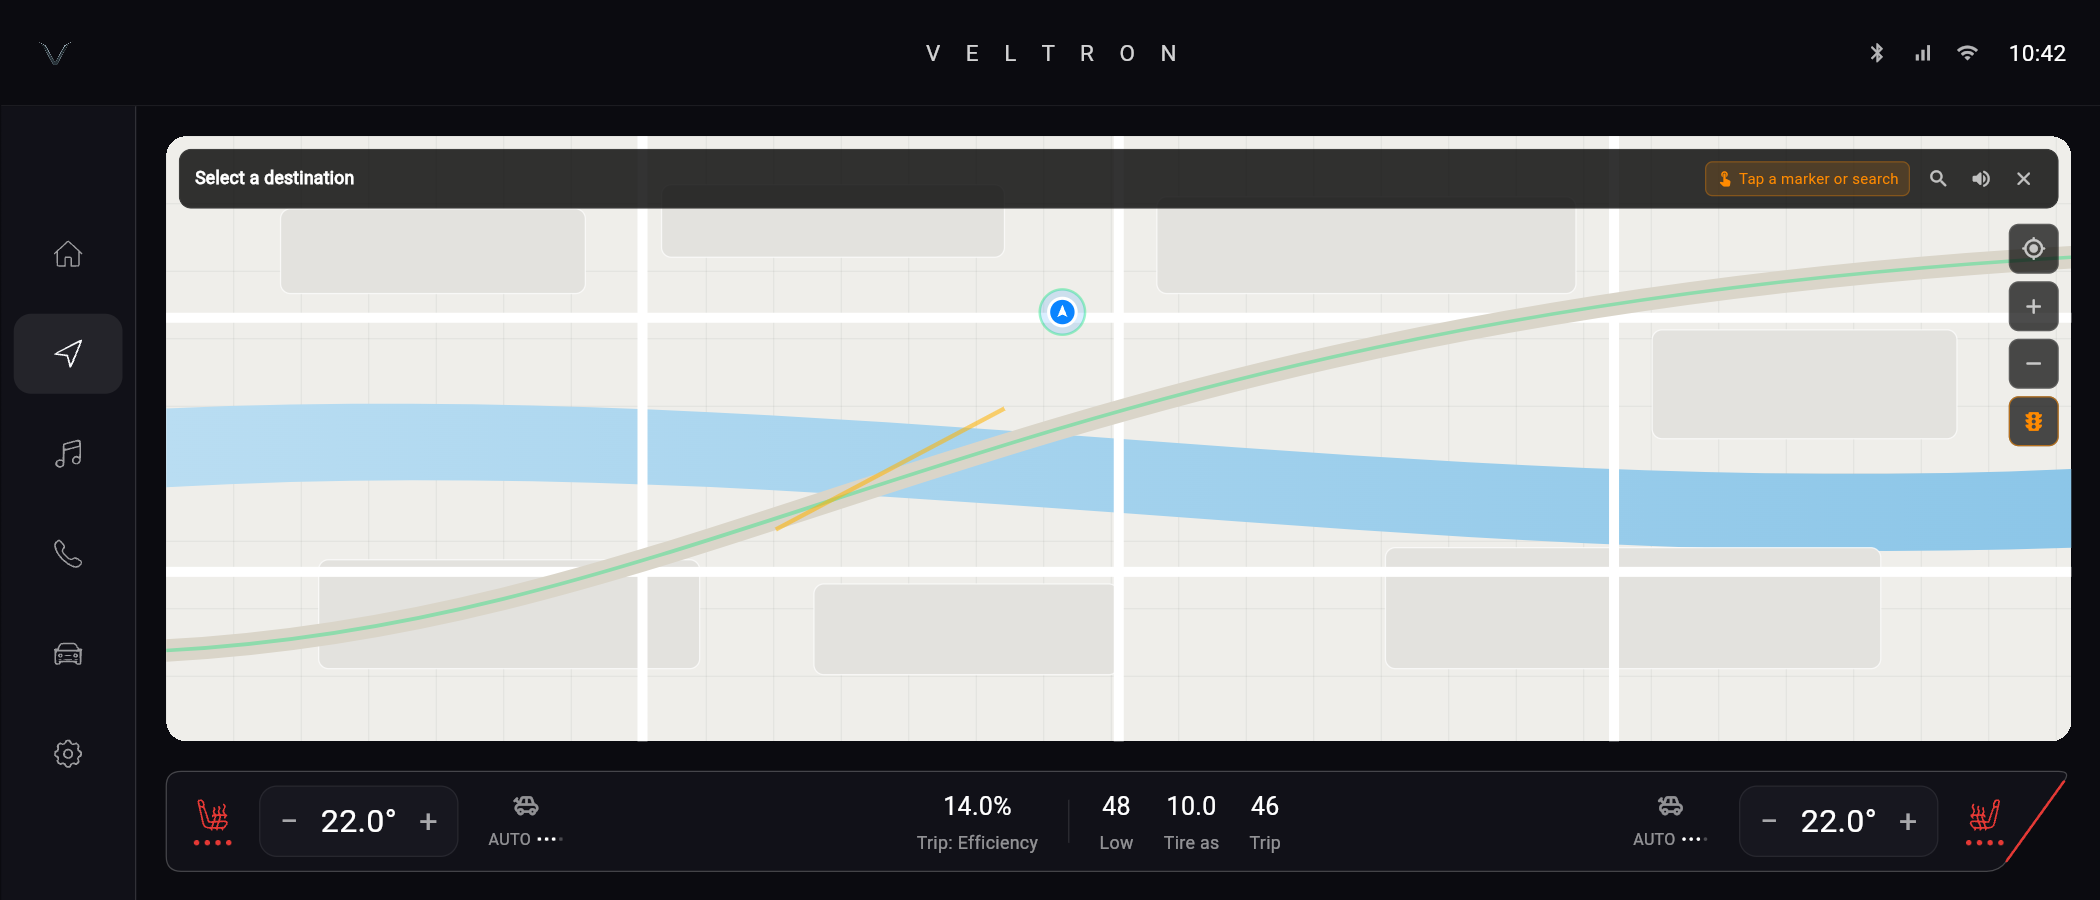 VELTRON
10:42
Select a destination
Tap a marker or search
22.0°
AUTO
14.0%
Trip: Efficiency
48
Low
10.0
Tire as
46
Trip
AUTO
22.0°